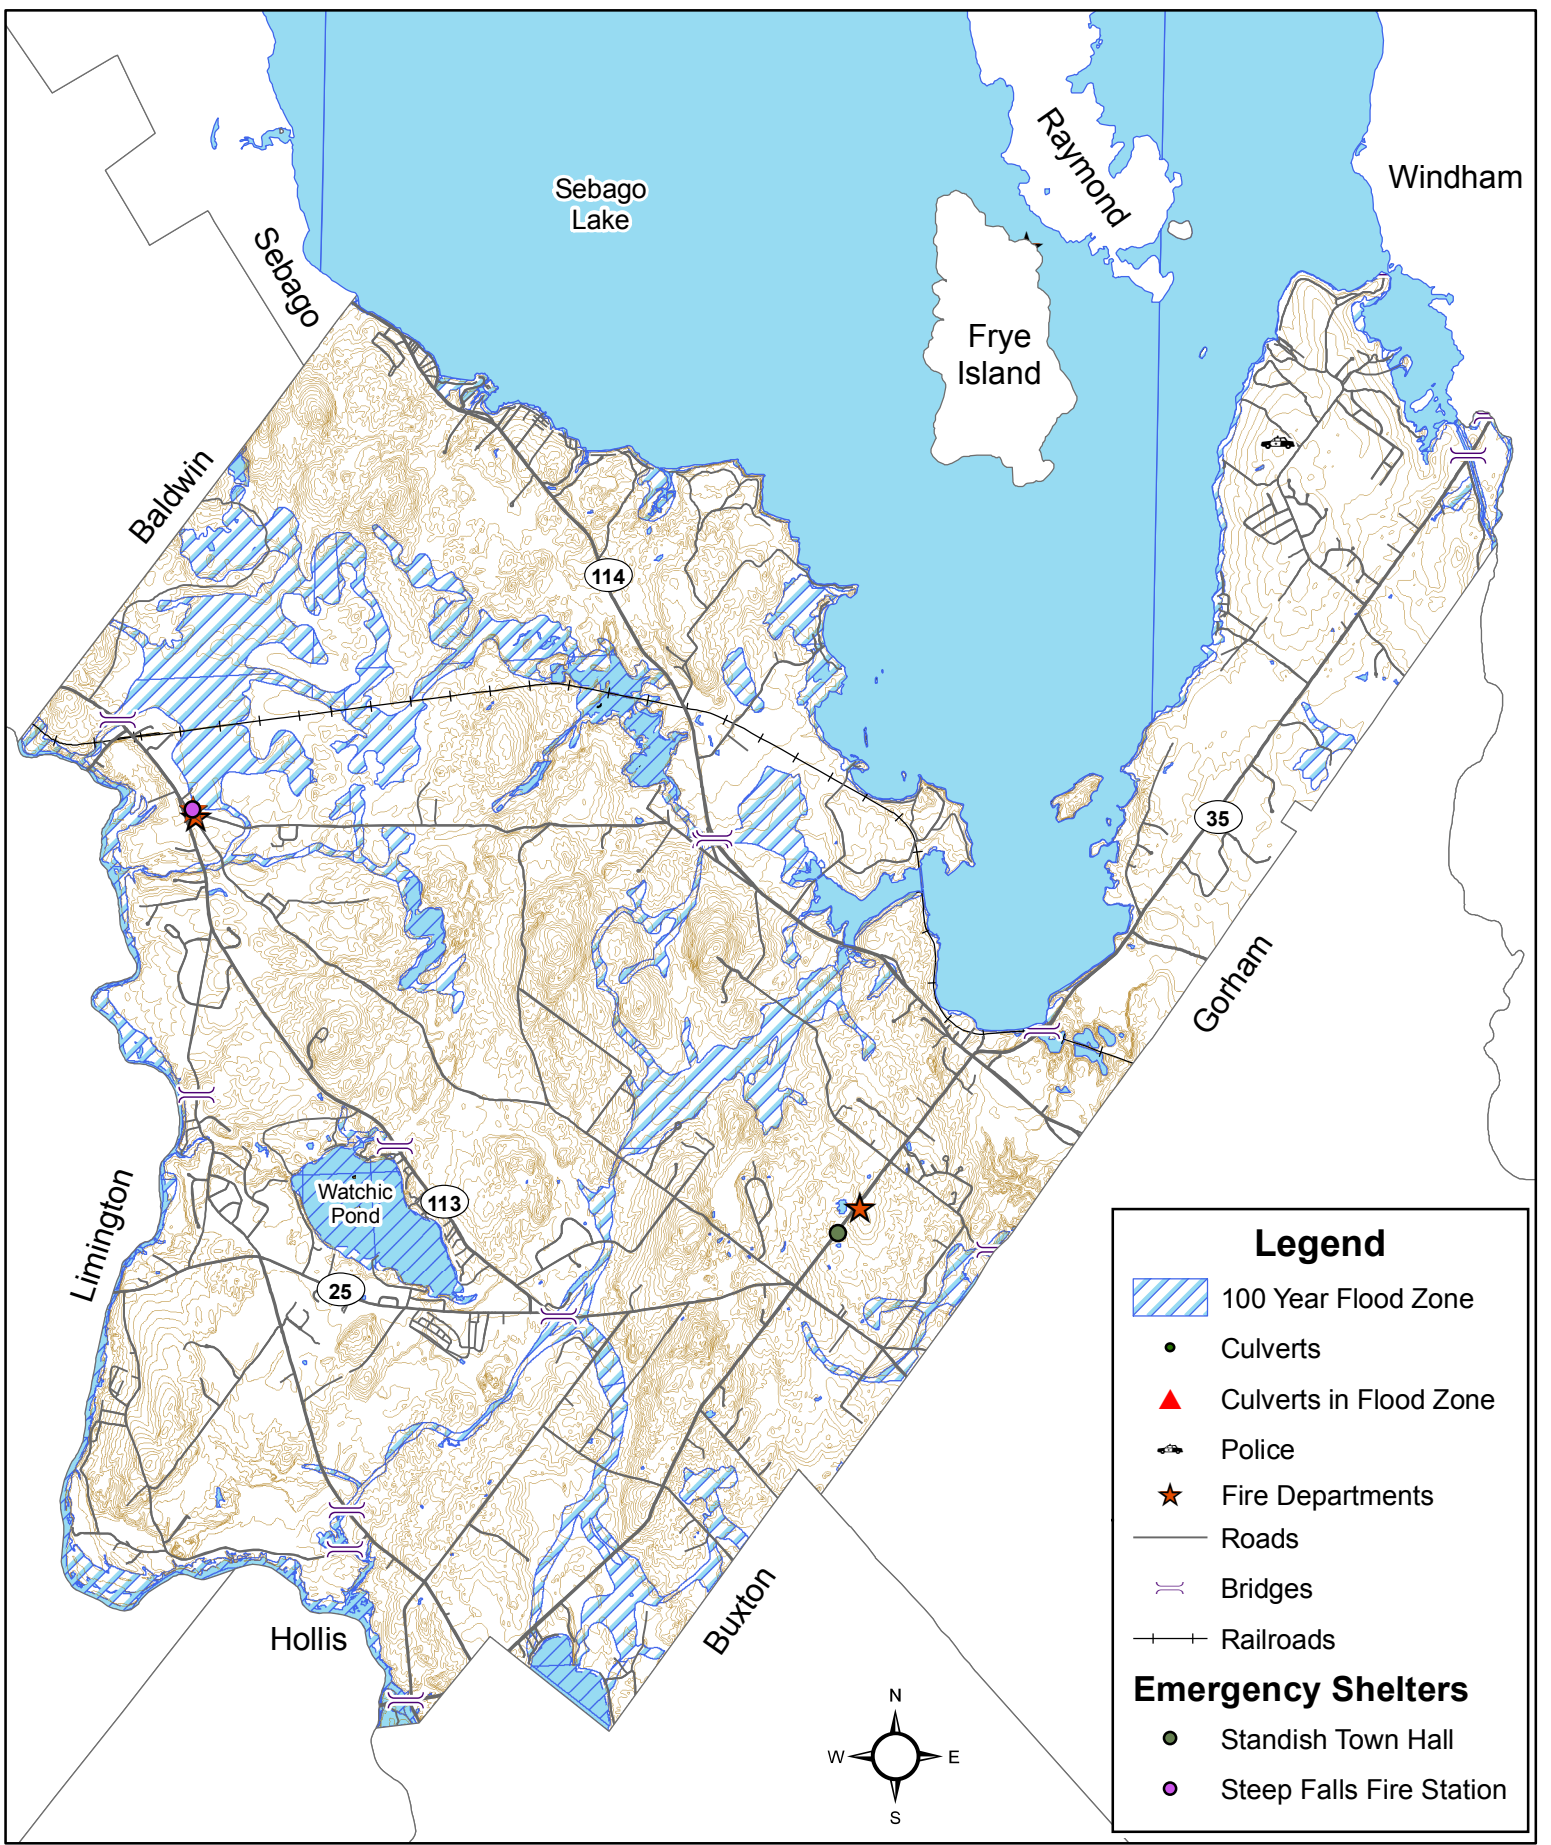 Sebago
Lake
Raymond
Windham
Sebago
Frye
Island
Baldwin
114
35
Gorham
Limington
Watchic
Pond
113
25
Hollis
Buxton
N
W
E
S
Legend
100 Year Flood Zone
Culverts
Culverts in Flood Zone
Police
Fire Departments
Roads
Bridges
Railroads
Emergency Shelters
Standish Town Hall
Steep Falls Fire Station